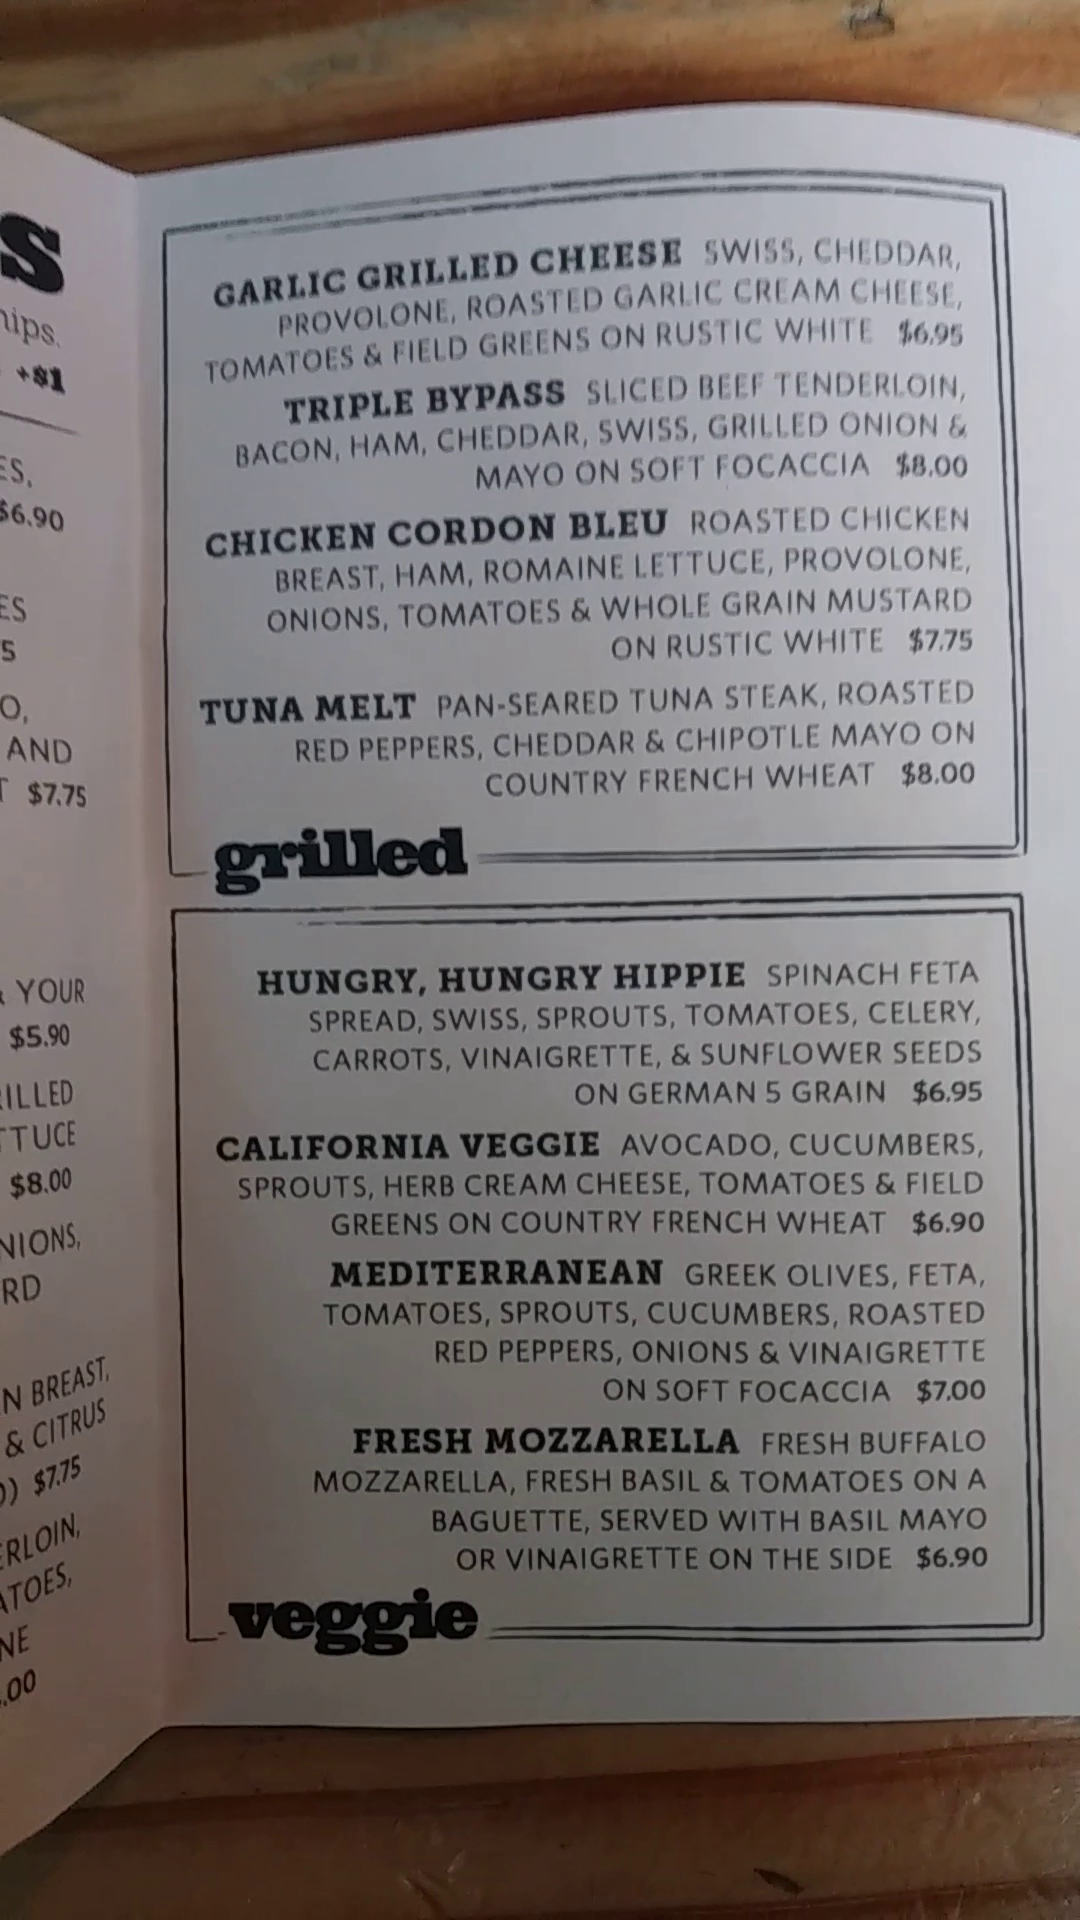 S
hips.
+$1
ES,
$6.90
ES
5
O,
AND
T $7.75
& YOUR
$5.90
RILLED
TTUCE
$8.00
NIONS,
RD
N BREAST,
& CITRUS
O) $7.75
ERLOIN,
ATOES,
NE
.00
GARLIC GRILLED CHEESE SWISS, CHEDDAR,
PROVOLONE, ROASTED GARLIC CREAM CHEESE,
TOMATOES & FIELD GREENS ON RUSTIC WHITE $6.95
TRIPLE BYPASS SLICED BEEF TENDERLOIN,
BACON, HAM, CHEDDAR, SWISS, GRILLED ONION &
MAYO ON SOFT FOCACCIA $8.00
CHICKEN CORDON BLEU ROASTED CHICKEN
BREAST, HAM, ROMAINE LETTUCE, PROVOLONE,
ONIONS, TOMATOES & WHOLE GRAIN MUSTARD
ON RUSTIC WHITE $7.75
TUNA MELT PAN-SEARED TUNA STEAK, ROASTED
RED PEPPERS, CHEDDAR & CHIPOTLE MAYO ON
COUNTRY FRENCH WHEAT $8.00
grilled
HUNGRY, HUNGRY HIPPIE SPINACH FETA
SPREAD, SWISS, SPROUTS, TOMATOES, CELERY,
CARROTS, VINAIGRETTE, & SUNFLOWER SEEDS
ON GERMAN 5 GRAIN $6.95
CALIFORNIA VEGGIE AVOCADO, CUCUMBERS,
SPROUTS, HERB CREAM CHEESE, TOMATOES & FIELD
GREENS ON COUNTRY FRENCH WHEAT $6.90
MEDITERRANEAN GREEK OLIVES, FETA,
TOMATOES, SPROUTS, CUCUMBERS, ROASTED
RED PEPPERS, ONIONS & VINAIGRETTE
ON SOFT FOCACCIA $7.00
FRESH MOZZARELLA FRESH BUFFALO
MOZZARELLA, FRESH BASIL & TOMATOES ON A
BAGUETTE, SERVED WITH BASIL MAYO
OR VINAIGRETTE ON THE SIDE $6.90
veggie